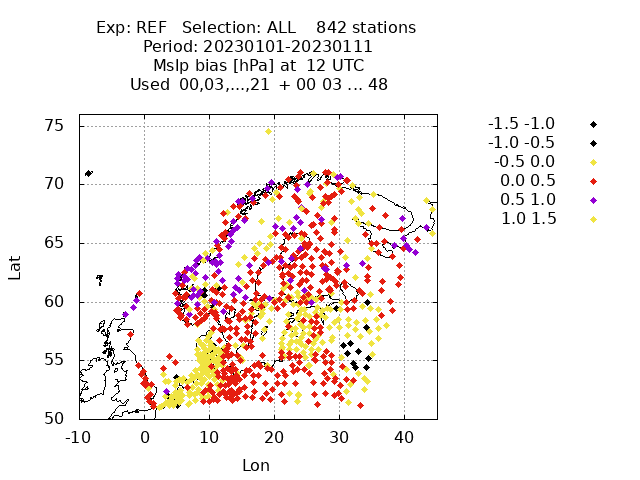 Exp: REF   Selection: ALL    842 stations
Period: 20230101-20230111
Mslp bias [hPa] at  12 UTC
Used  00,03,...,21  + 00 03 ... 48
75
70
65
60
55
50
-10 0 10 20 30 40
Lat
Lon
-1.5 -1.0
-1.0 -0.5
-0.5 0.0
0.0 0.5
0.5 1.0
1.0 1.5